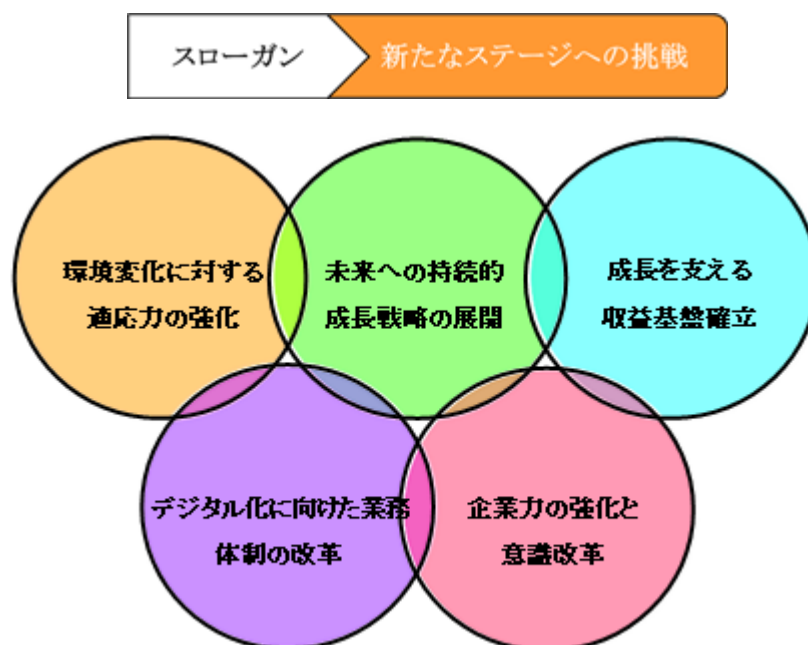 スローガン
新たなステージへの挑戦
環境変化に対する
適応力の強化
未来への持続的
成長戦略の展開
成長を支える
収益基盤確立
デジタル化に向けた業務
体制の改革
企業力の強化と
意識改革